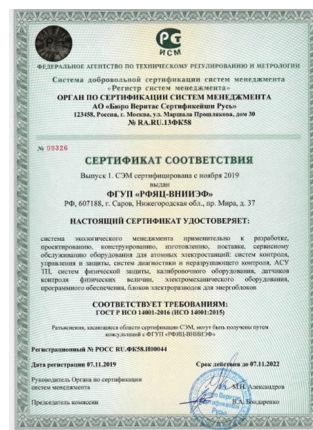 РСТ
ИСМ
ФЕДЕРАЛЬНОЕ АГЕНТСТВО ПО ТЕХНИЧЕСКОМУ РЕГУЛИРОВАНИЮ И МЕТРОЛОГИИ
Система добровольной сертификации систем менеджмента
«Регистр систем менеджмента»
ОРГАН ПО СЕРТИФИКАЦИИ СИСТЕМ МЕНЕДЖМЕНТА
АО «Бюро Веритас Сертификейшн Русь»
123458, Россия, г. Москва, ул. Маршала Прошлякова, дом 30
№ RA.RU.13ФК58
№ 00326
СЕРТИФИКАТ СООТВЕТСТВИЯ
Выпуск 1. СЭМ сертифицирована с ноября 2019
выдан
ФГУП «РФЯЦ-ВНИИЭФ»
РФ, 607188, г. Саров, Нижегородская обл., пр. Мира, д. 37
НАСТОЯЩИЙ СЕРТИФИКАТ УДОСТОВЕРЯЕТ:
система экологического менеджмента применительно к разработке,
проектированию, конструированию, изготовлению, поставке, сервисному
обслуживанию оборудования для атомных электростанций: систем контроля,
управления и защиты, систем диагностики и неразрушающего контроля, АСУ
ТП, систем физической защиты, калибровочного оборудования, датчиков
контроля физических величин, электромеханического оборудования,
программного обеспечения, блоков электроразводок для энергоблоков
СООТВЕТСТВУЕТ ТРЕБОВАНИЯМ:
ГОСТ Р ИСО 14001-2016 (ИСО 14001:2015)
Разъяснения, касающиеся области сертификации СЭМ, могут быть получены путем
консультаций с ФГУП «РФЯЦ-ВНИИЭФ»
Регистрационный № РОСС RU.ФК58.И00044
Дата регистрации 07.11.2019 Срок действия до 07.11.2022
Руководитель Органа по сертификации
систем менеджмента М.Н. Александров
Председатель комиссии В.А. Бондаренко